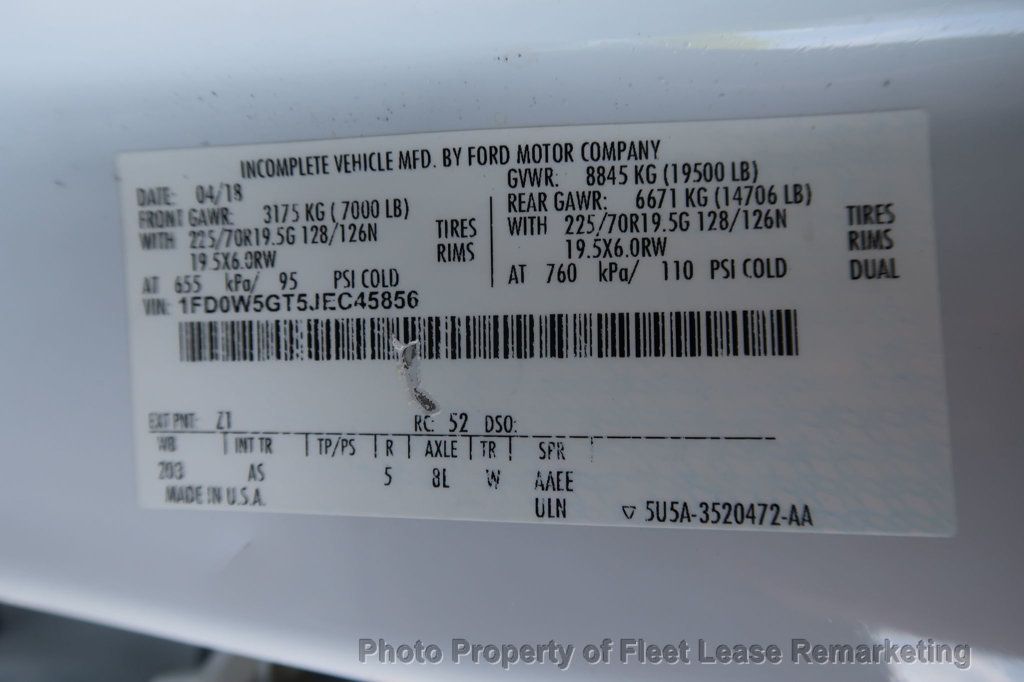 INCOMPLETE VEHICLE MFD. BY FORD MOTOR COMPANY
DATE: 04/18 GVWR: 8845 KG (19500 LB)
FRONT GAWR: 3175 KG ( 7000 LB) REAR GAWR: 6671 KG (14706 LB)
WITH 225/70R19.5G 128/126N TIRES WITH 225/70R19.5G 128/126N TIRES
19.5X6.0RW RIMS 19.5X6.0RW RIMS
AT 655 kPa/ 95 PSI COLD AT 760 kPa/ 110 PSI COLD DUAL
VIN: 1FD0W5GT5JEC45856
EXT PNT: Z1 RC: 52 DSO:
WB INT TR TP/PS R AXLE TR SPR
203 AS 5 8L W AAEE
MADE IN U.S.A. ULN 5U5A-3520472-AA
Photo Property of Fleet Lease Remarketing